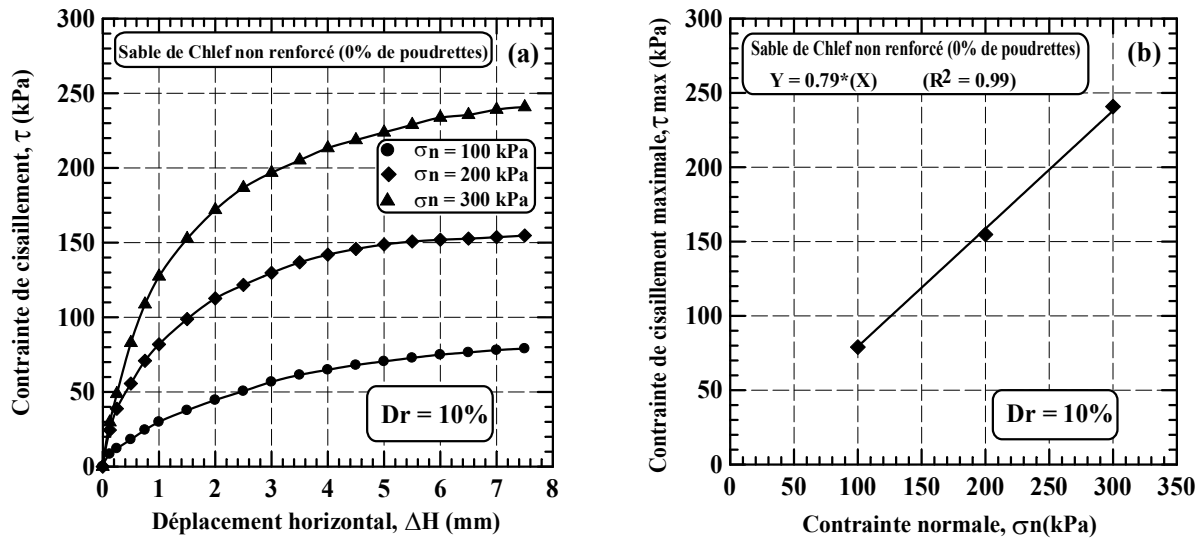 Sable de Chlef non renforcé (0% de poudrettes)
(a)
σn = 100 kPa
σn = 200 kPa
σn = 300 kPa
Dr = 10%
Contrainte de cisaillement, τ (kPa)
300
250
200
150
100
50
0
0 1 2 3 4 5 6 7 8
Déplacement horizontal, ΔH (mm)
Sable de Chlef non renforcé (0% de poudrettes)
Y = 0.79*(X) (R² = 0.99)
(b)
Dr = 10%
Contrainte de cisaillement maximale, τ max (kPa)
300
250
200
150
100
50
0
0 50 100 150 200 250 300 350
Contrainte normale, σn(kPa)